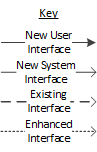 Key
New User
Interface
New System
Interface
Existing
Interface
Enhanced
Interface